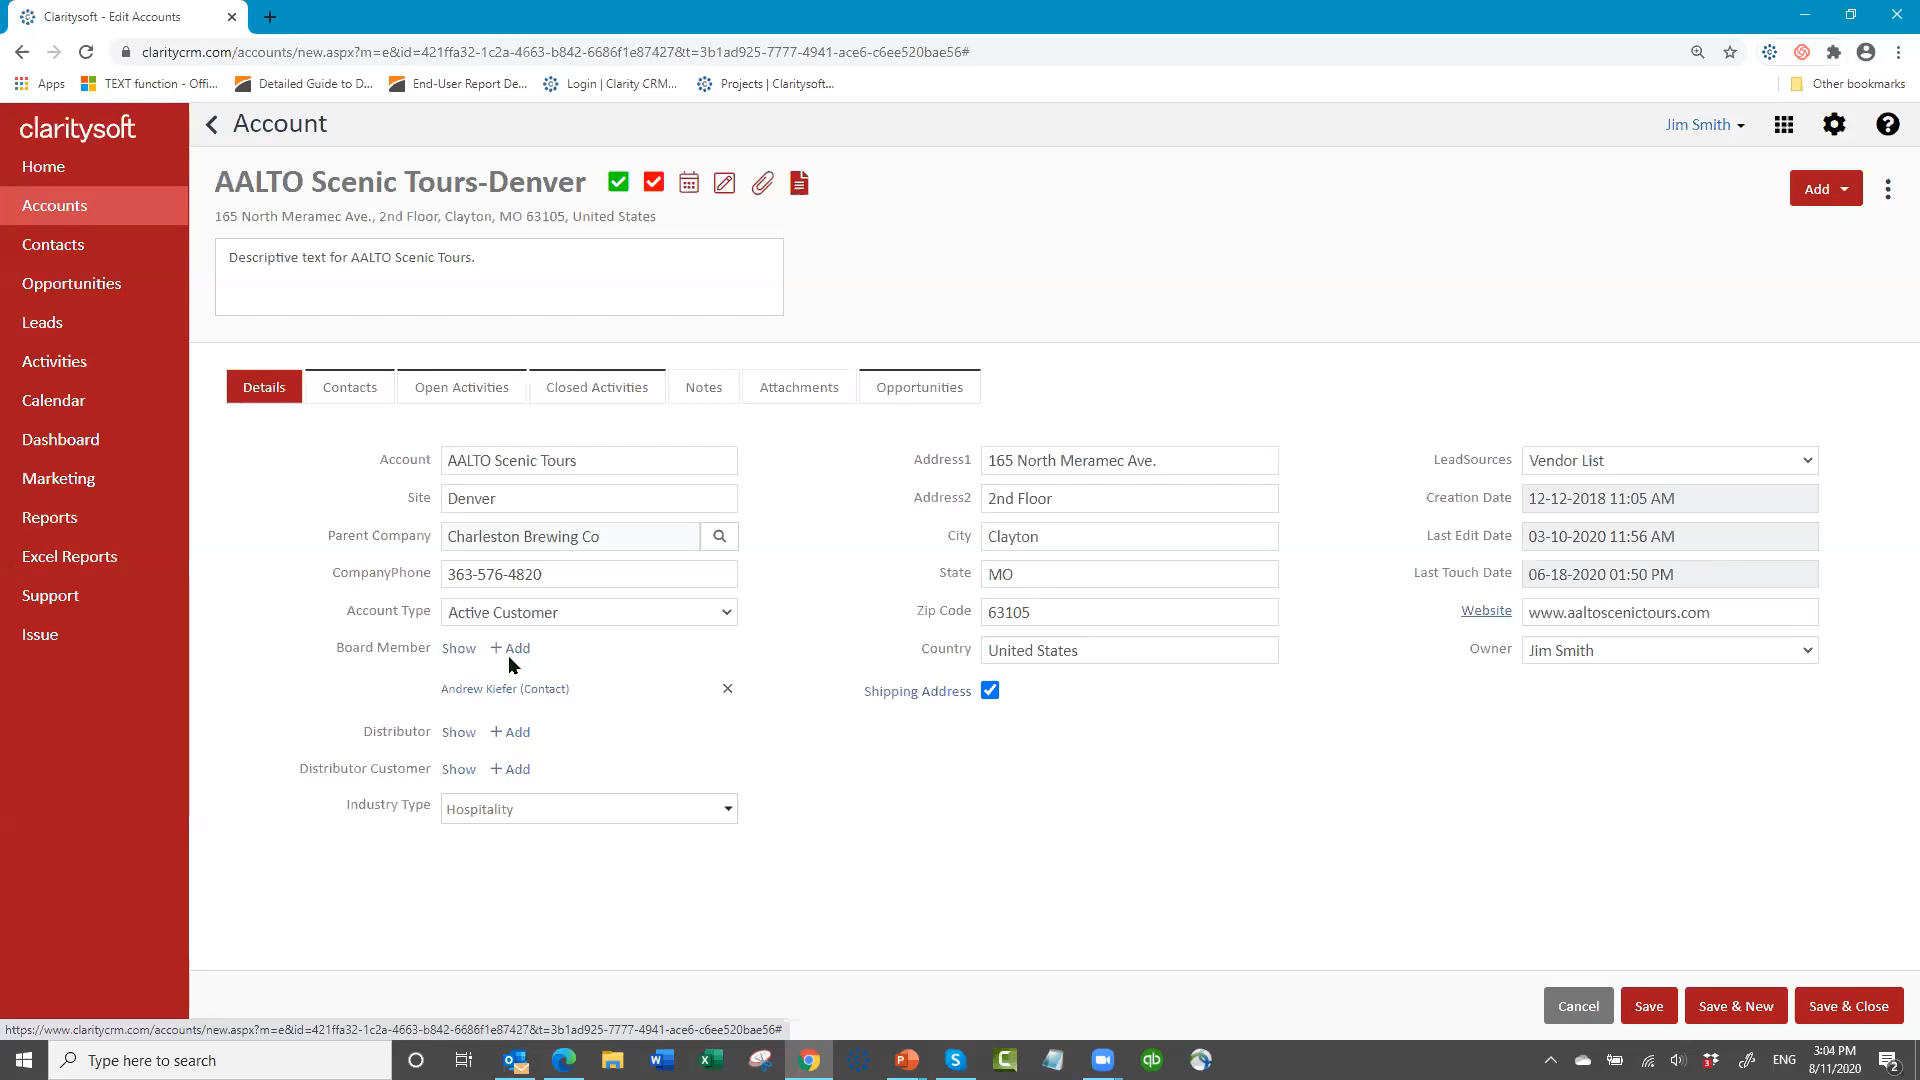 Claritysoft - Edit Accounts
claritycrm.com/accounts/new.aspx?m=e&id=421ffa32-1c2a-4663-b842-6686f1e87427&t=3b1ad925-7777-4941-ace6-c6ee520bae56#
Apps TEXT function - Offi... Detailed Guide to D... End-User Report De... Login | Clarity CRM... Projects | Claritysoft... Other bookmarks
claritysoft
Home
Accounts
Contacts
Opportunities
Leads
Activities
Calendar
Dashboard
Marketing
Reports
Excel Reports
Support
Issue
Account
Jim Smith
AALTO Scenic Tours-Denver
Add
165 North Meramec Ave., 2nd Floor, Clayton, MO 63105, United States
Descriptive text for AALTO Scenic Tours.
Details Contacts Open Activities Closed Activities Notes Attachments Opportunities
Account AALTO Scenic Tours
Site Denver
Parent Company Charleston Brewing Co
CompanyPhone 363-576-4820
Account Type Active Customer
Board Member Show + Add
Andrew Kiefer (Contact)
Distributor Show + Add
Distributor Customer Show + Add
Industry Type Hospitality
Address1 165 North Meramec Ave.
Address2 2nd Floor
City Clayton
State MO
Zip Code 63105
Country United States
Shipping Address
LeadSources Vendor List
Creation Date 12-12-2018 11:05 AM
Last Edit Date 03-10-2020 11:56 AM
Last Touch Date 06-18-2020 01:50 PM
Website www.aaltoscenictours.com
Owner Jim Smith
Cancel Save Save & New Save & Close
https://www.claritycrm.com/accounts/new.aspx?m=e&id=421ffa32-1c2a-4663-b842-6686f1e87427&t=3b1ad925-7777-4941-ace6-c6ee520bae56#
Type here to search
ENG
3:04 PM
8/11/2020
2